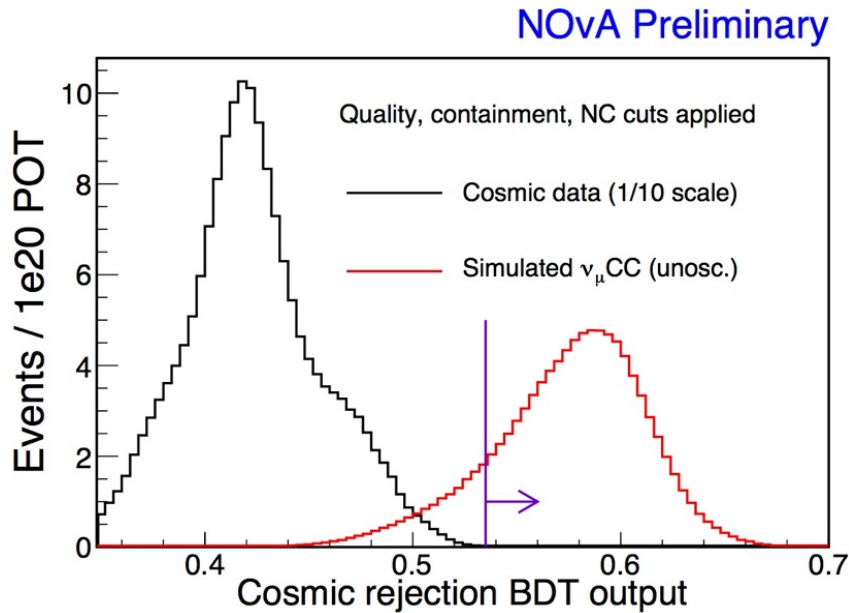 NOvA Preliminary
Quality, containment, NC cuts applied
Cosmic data (1/10 scale)
Simulated νμCC (unosc.)
Events / 1e20 POT
10
8
6
4
2
0
0.4 0.5 0.6 0.7
Cosmic rejection BDT output